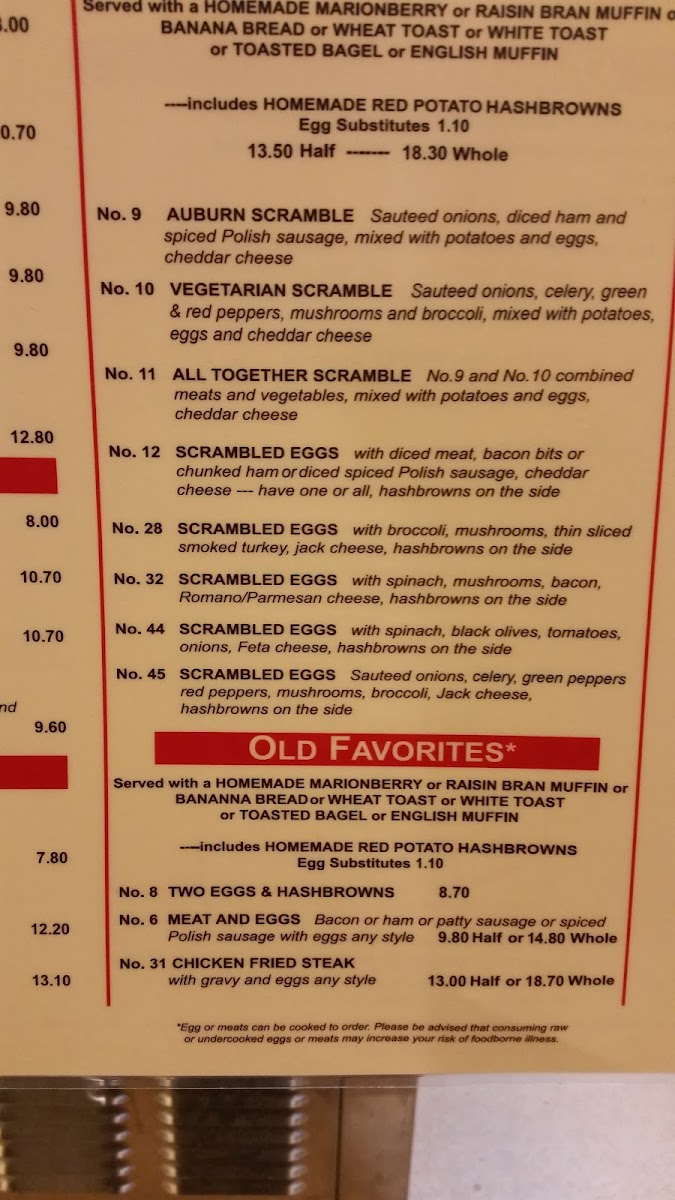 Served with a HOMEMADE MARIONBERRY or RAISIN BRAN MUFFIN
BANANA BREAD or WHEAT TOAST or WHITE TOAST
or TOASTED BAGEL or ENGLISH MUFFIN
----includes HOMEMADE RED POTATO HASHBROWNS
Egg Substitutes 1.10
13.50 Half ------- 18.30 Whole
No. 9 AUBURN SCRAMBLE Sauteed onions, diced ham and
spiced Polish sausage, mixed with potatoes and eggs,
cheddar cheese
No. 10 VEGETARIAN SCRAMBLE Sauteed onions, celery, green
& red peppers, mushrooms and broccoli, mixed with potatoes,
eggs and cheddar cheese
No. 11 ALL TOGETHER SCRAMBLE No.9 and No.10 combined
meats and vegetables, mixed with potatoes and eggs,
cheddar cheese
No. 12 SCRAMBLED EGGS with diced meat, bacon bits or
chunked ham or diced spiced Polish sausage, cheddar
cheese --- have one or all, hashbrowns on the side
No. 28 SCRAMBLED EGGS with broccoli, mushrooms, thin sliced
smoked turkey, jack cheese, hashbrowns on the side
No. 32 SCRAMBLED EGGS with spinach, mushrooms, bacon,
Romano/Parmesan cheese, hashbrowns on the side
No. 44 SCRAMBLED EGGS with spinach, black olives, tomatoes,
onions, Feta cheese, hashbrowns on the side
No. 45 SCRAMBLED EGGS Sauteed onions, celery, green peppers
red peppers, mushrooms, broccoli, Jack cheese,
hashbrowns on the side
OLD FAVORITES*
Served with a HOMEMADE MARIONBERRY or RAISIN BRAN MUFFIN or
BANANNA BREAD or WHEAT TOAST or WHITE TOAST
or TOASTED BAGEL or ENGLISH MUFFIN
----includes HOMEMADE RED POTATO HASHBROWNS
Egg Substitutes 1.10
No. 8 TWO EGGS & HASHBROWNS 8.70
No. 6 MEAT AND EGGS Bacon or ham or patty sausage or spiced
Polish sausage with eggs any style 9.80 Half or 14.80 Whole
No. 31 CHICKEN FRIED STEAK
with gravy and eggs any style 13.00 Half or 18.70 Whole
*Egg or meats can be cooked to order. Please be advised that consuming raw
or undercooked eggs or meats may increase your risk of foodborne illness.
.00
0.70
9.80
9.80
9.80
12.80
8.00
10.70
10.70
nd
9.60
7.80
12.20
13.10